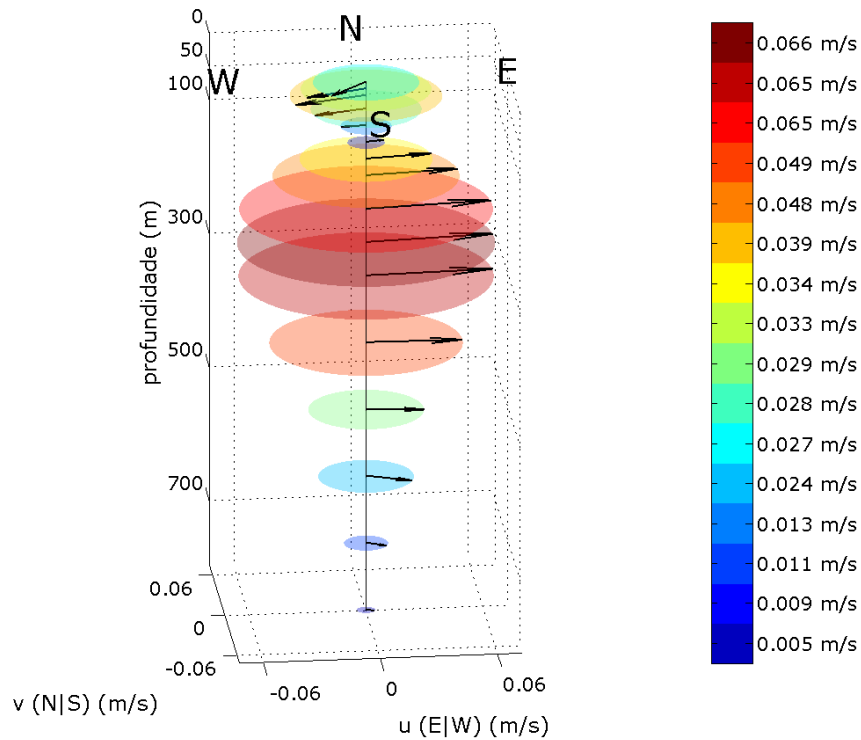 0
50
100
300
500
700
profundidade (m)
N
W
E
S
0.06
0
-0.06
v (N|S) (m/s)
-0.06
0
0.06
u (E|W) (m/s)
0.066 m/s
0.065 m/s
0.065 m/s
0.049 m/s
0.048 m/s
0.039 m/s
0.034 m/s
0.033 m/s
0.029 m/s
0.028 m/s
0.027 m/s
0.024 m/s
0.013 m/s
0.011 m/s
0.009 m/s
0.005 m/s